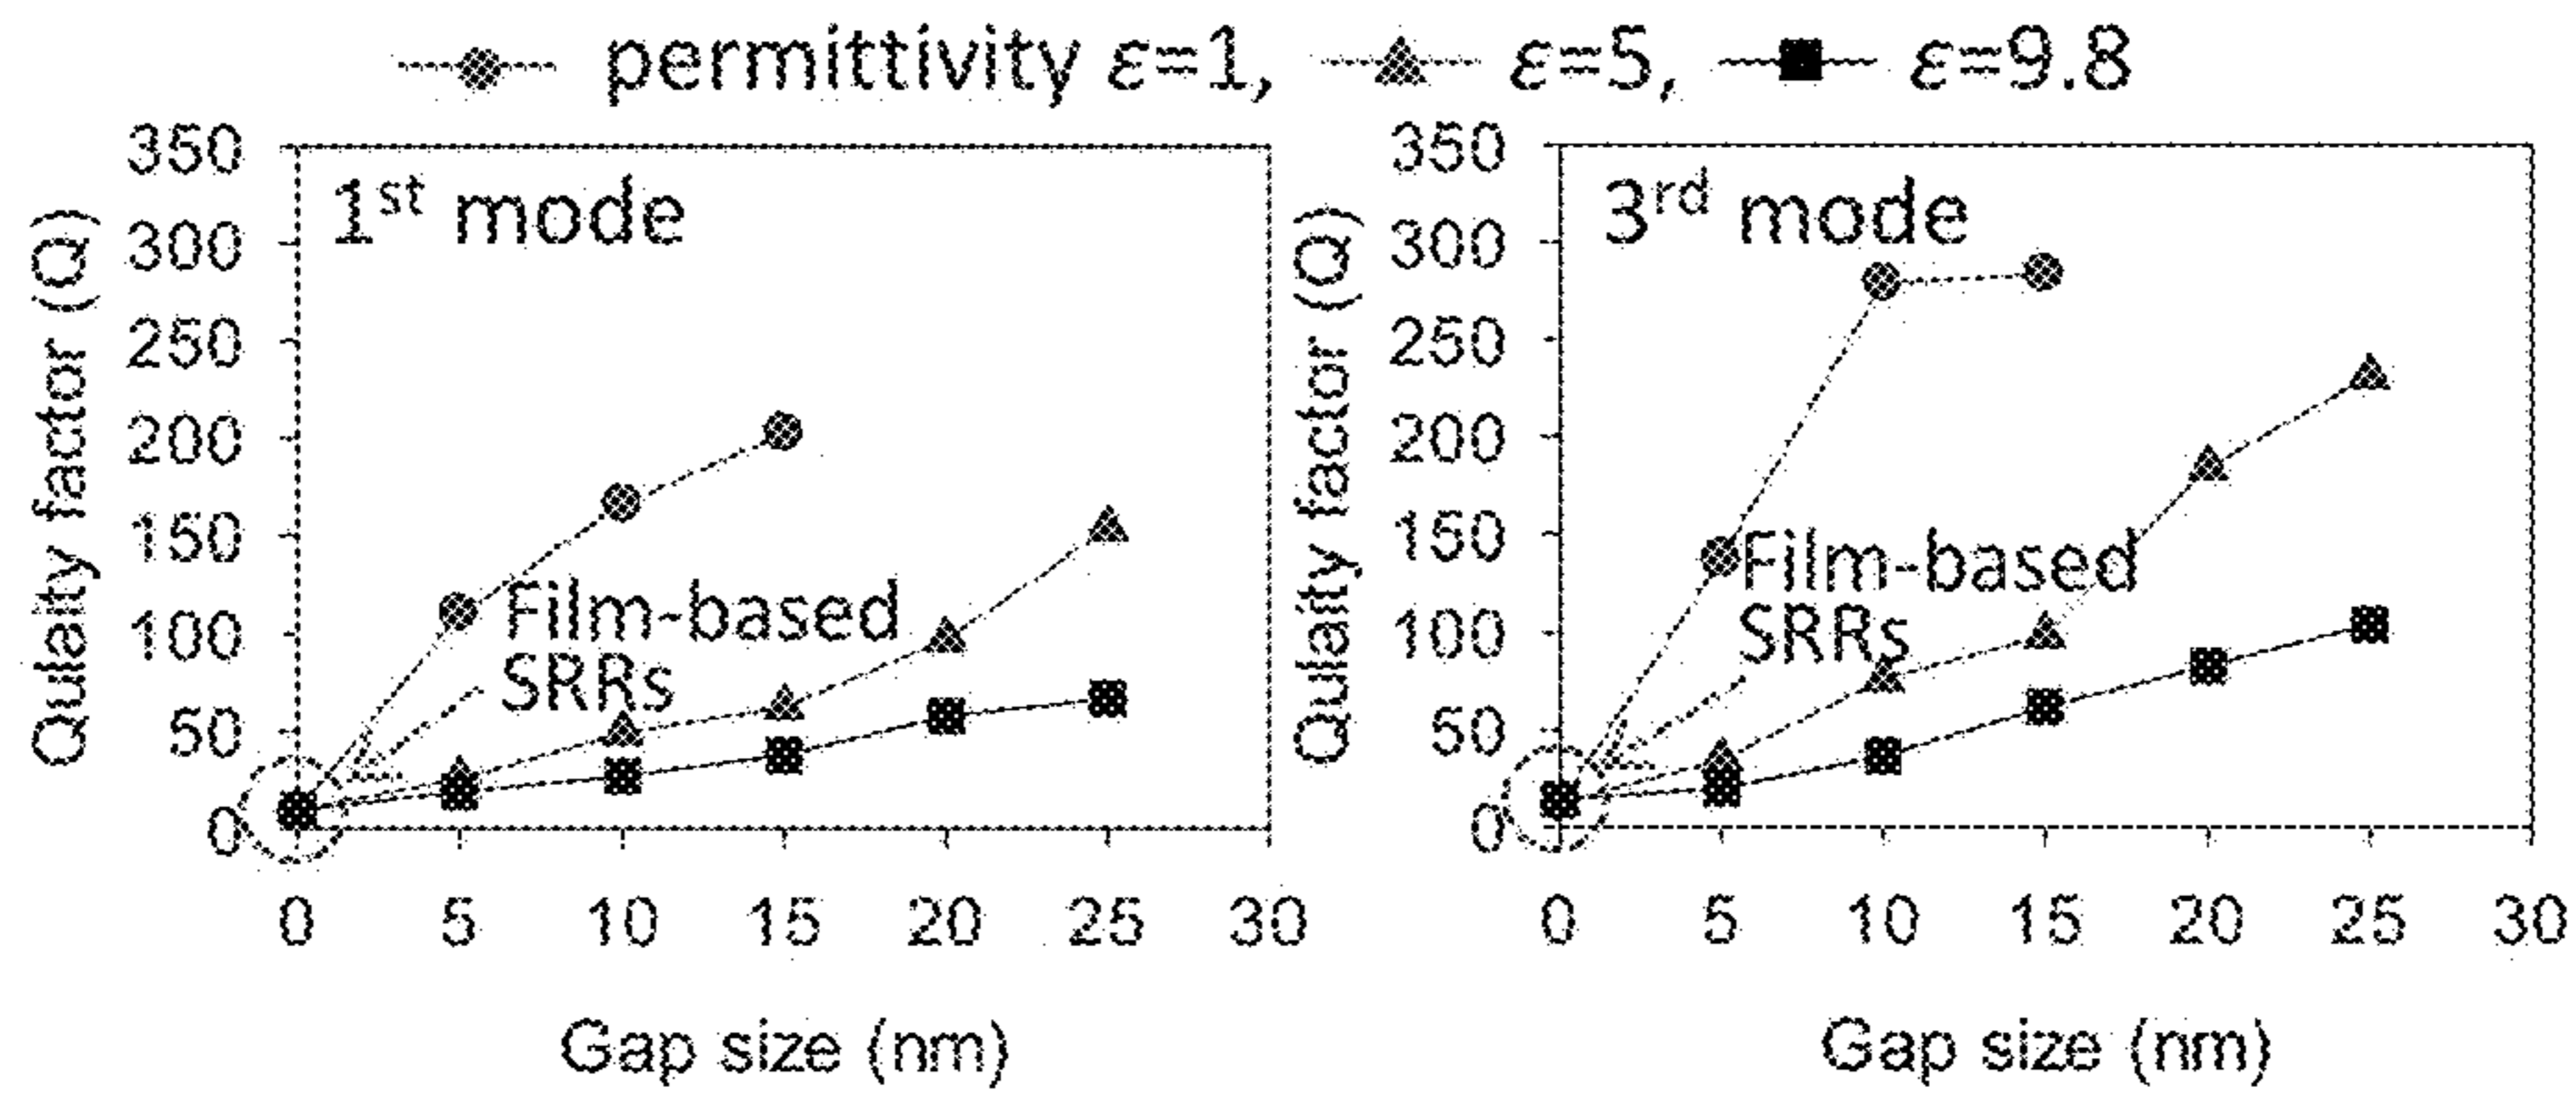 permittivity ε=1, ε=5, ε=9.8
350
300
250
200
150
100
50
0
Qulaity factor (Q)
1st mode
Film-based
SRRs
0 5 10 15 20 25 30
Gap size (nm)
350
300
250
200
150
100
50
0
Qulaity factor (Q)
3rd mode
Film-based
SRRs
0 5 10 15 20 25 30
Gap size (nm)